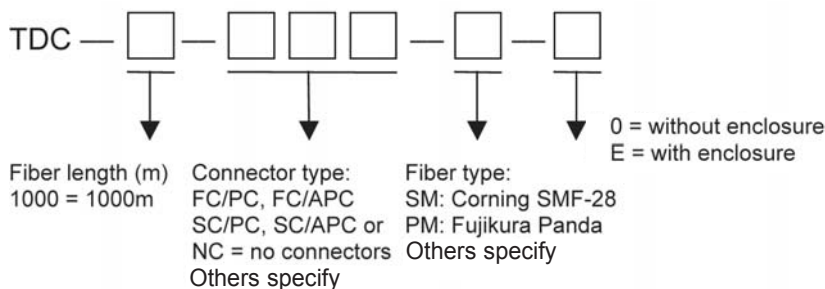 TDC — □ — □ □ □ — □ — □
0 = without enclosure
E = with enclosure
Fiber length (m)
1000 = 1000m
Connector type:
FC/PC, FC/APC
SC/PC, SC/APC or
NC = no connectors
Others specify
Fiber type:
SM: Corning SMF-28
PM: Fujikura Panda
Others specify